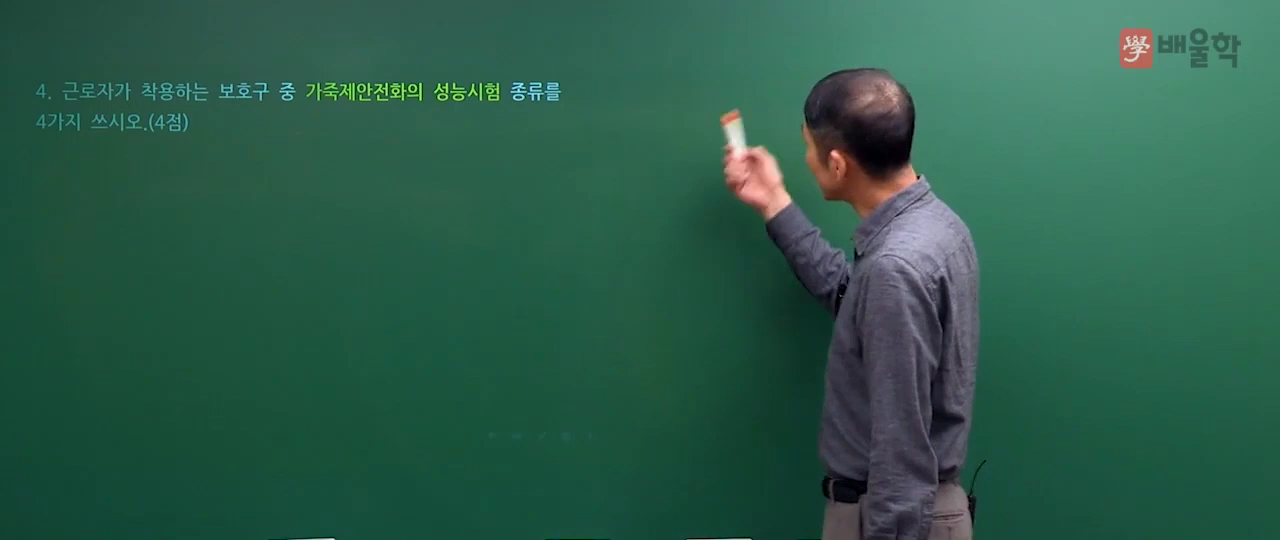 學 배울학
4. 근로자가 착용하는 보호구 중 가죽제안전화의 성능시험 종류를
4가지 쓰시오.(4점)